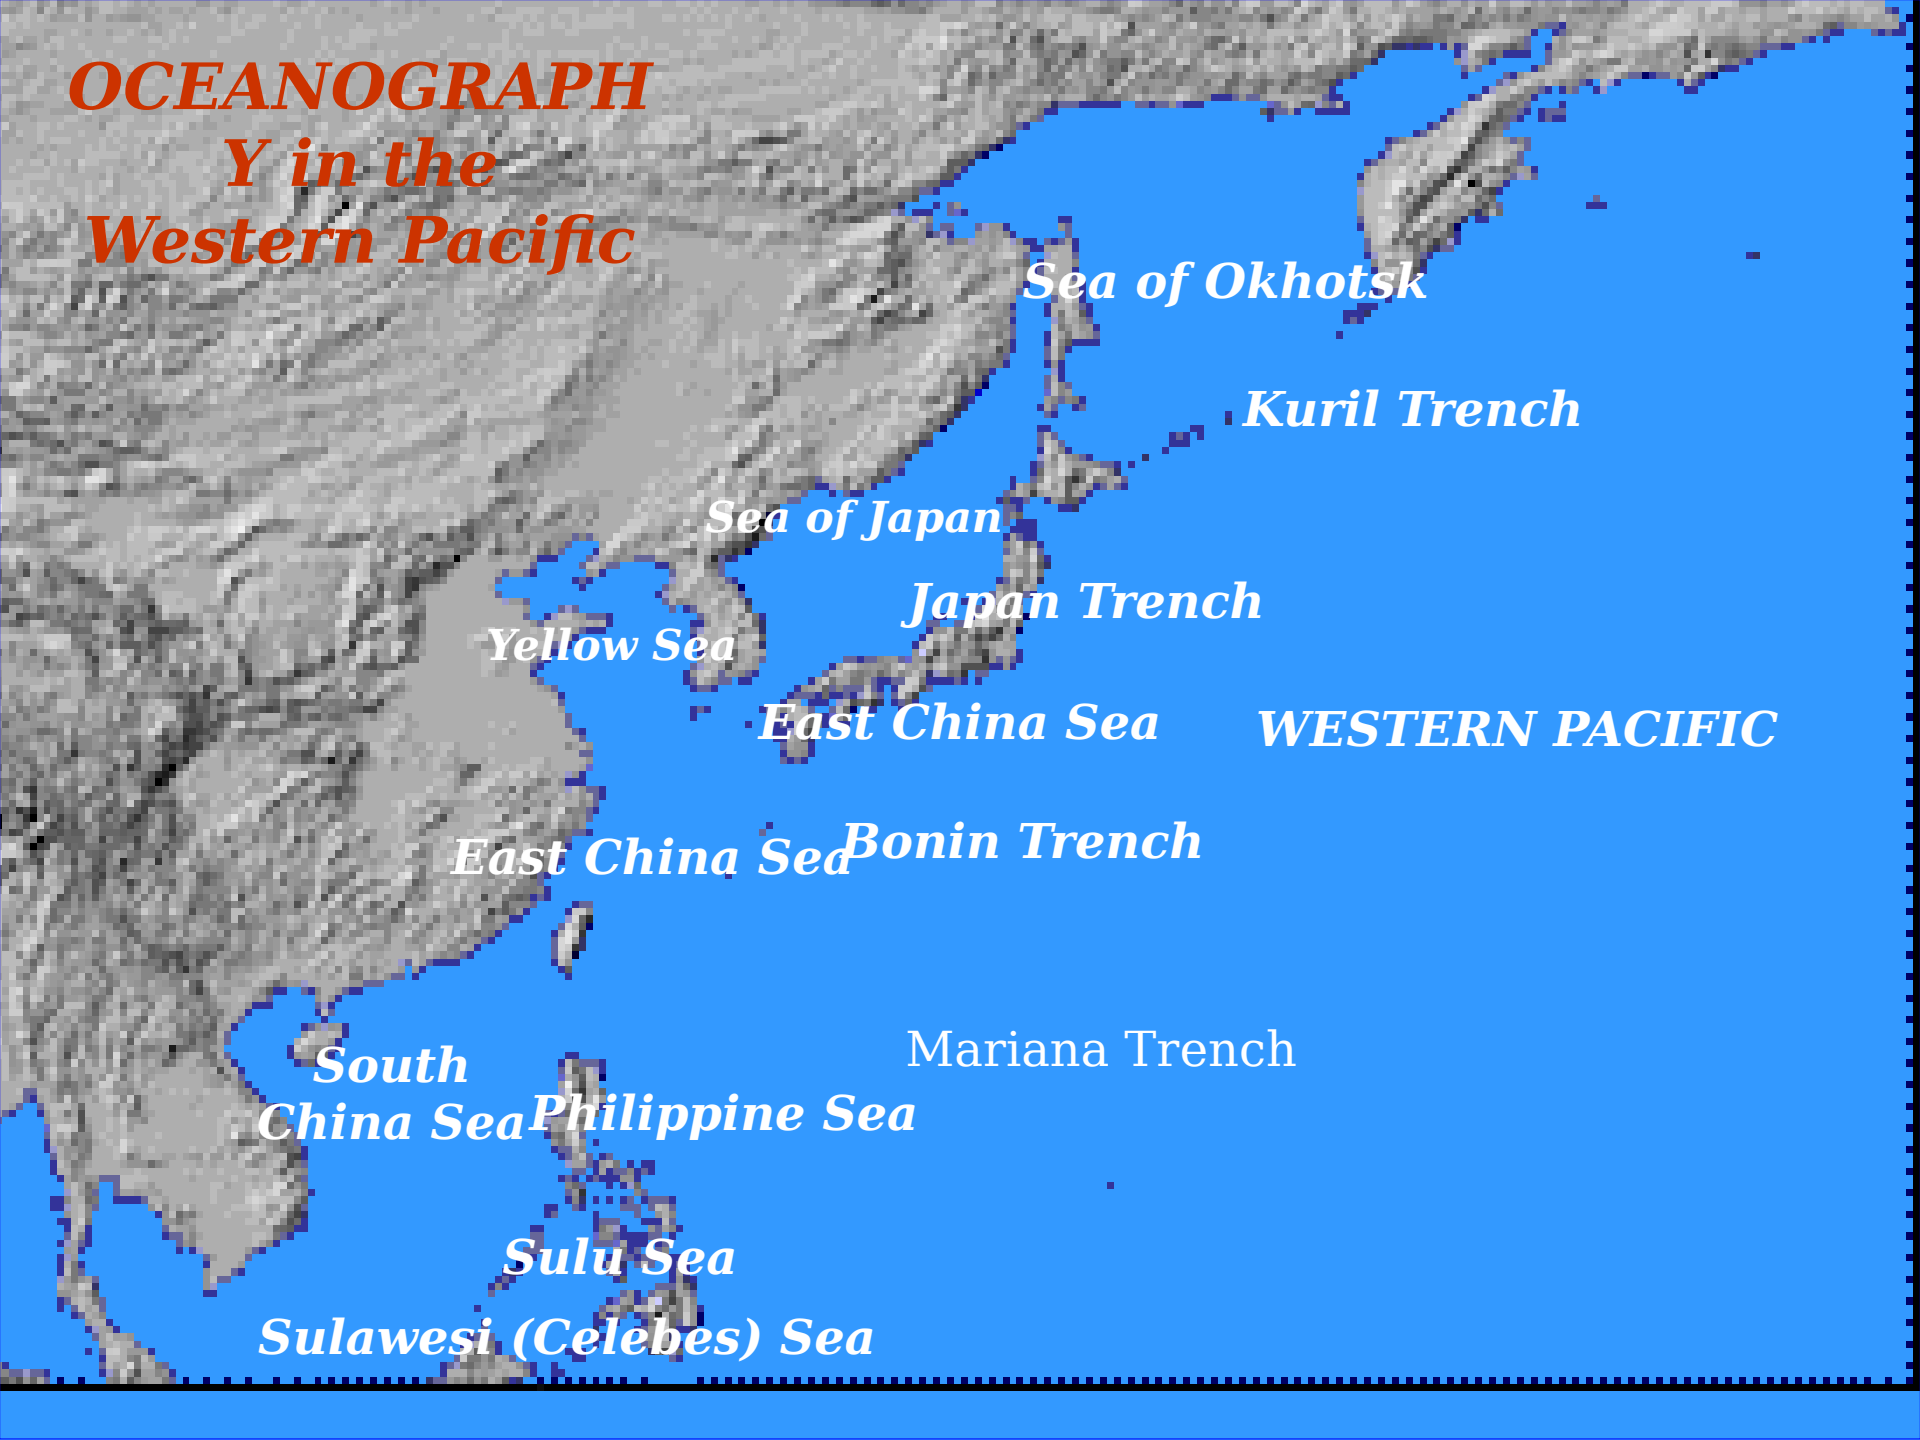 OCEANOGRAPH
Y in the
Western Pacific
Sea of Okhotsk
Kuril Trench
Sea of Japan
Japan Trench
Yellow Sea
East China Sea
WESTERN PACIFIC
Bonin Trench
East China Sea
Mariana Trench
South
China Sea
Philippine Sea
Sulu Sea
Sulawesi (Celebes) Sea